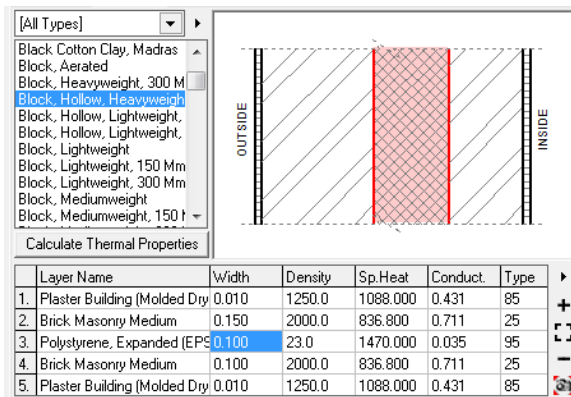 [All Types]
Black Cotton Clay, Madras
Block, Aerated
Block, Heavyweight, 300 M
Block, Hollow, Heavyweigh
Block, Hollow, Lightweight,
Block, Hollow, Lightweight,
Block, Lightweight
Block, Lightweight, 150 Mm
Block, Lightweight, 300 Mm
Block, Mediumweight
Block, Mediumweight, 150 M
Calculate Thermal Properties
OUTSIDE
INSIDE
Layer Name Width Density Sp.Heat Conduct. Type
1. Plaster Building (Molded Dry 0.010 1250.0 1088.000 0.431 85
2. Brick Masonry Medium 0.150 2000.0 836.800 0.711 25
3. Polystyrene, Expanded (EPS 0.100 23.0 1470.000 0.035 95
4. Brick Masonry Medium 0.100 2000.0 836.800 0.711 25
5. Plaster Building (Molded Dry 0.010 1250.0 1088.000 0.431 85